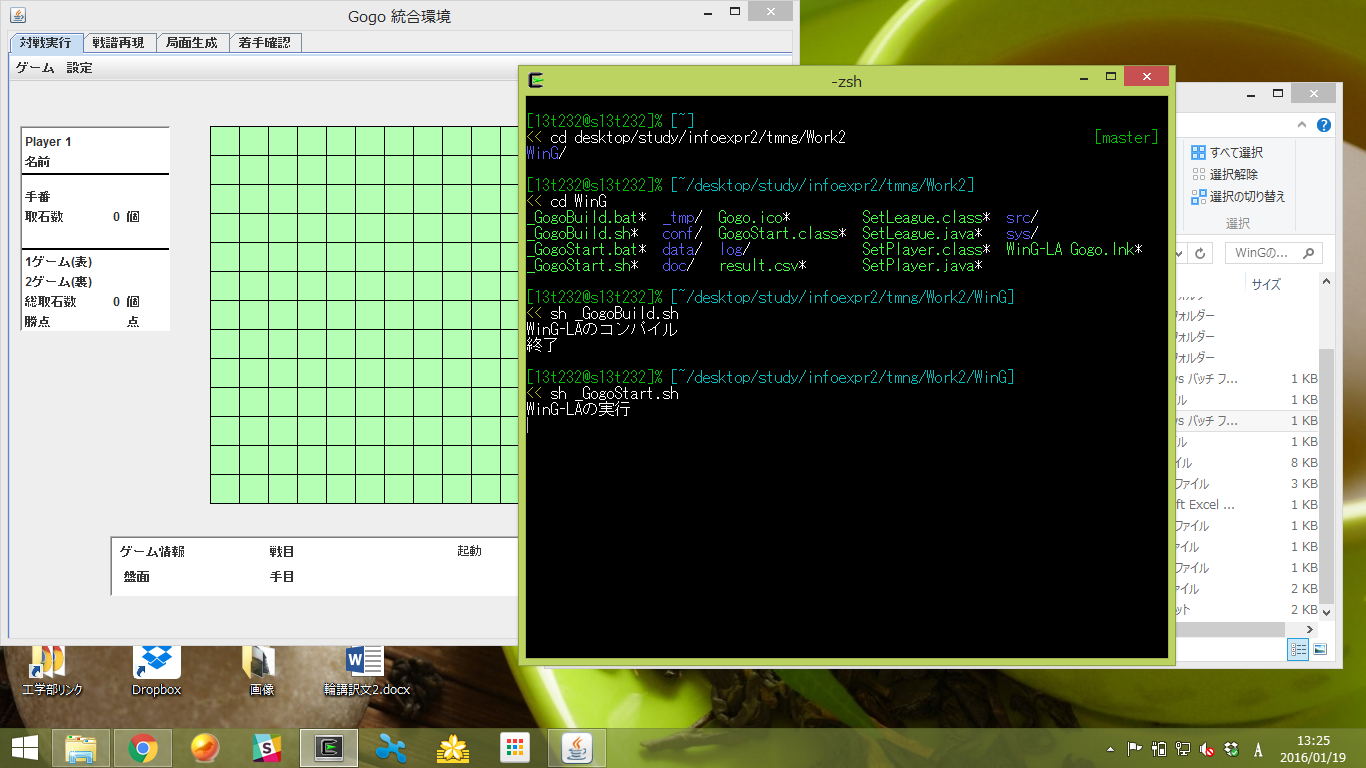 Gogo 統合環境
対戦実行 戦譜再現 局面生成 着手確認
ゲーム 設定
Player 1
名前
手番
取石数 0 個
1ゲーム(表)
2ゲーム(裏)
総取石数 0 個
勝点 点
ゲーム情報 戦目 起動
盤面 手目
-zsh
[13t232@s13t232]% [~]
<< cd desktop/study/infoexpr2/tmng/Work2 [master]
WinG/
[13t232@s13t232]% [~/desktop/study/infoexpr2/tmng/Work2]
<< cd WinG
_GogoBuild.bat* _tmp/ Gogo.ico* SetLeague.class* src/
_GogoBuild.sh* conf/ GogoStart.class* SetLeague.java* sys/
_GogoStart.bat* data/ log/ SetPlayer.class* WinG-LA Gogo.lnk*
_GogoStart.sh* doc/ result.csv* SetPlayer.java*
[13t232@s13t232]% [~/desktop/study/infoexpr2/tmng/Work2/WinG]
<< sh _GogoBuild.sh
WinG-LAのコンパイル
終了
[13t232@s13t232]% [~/desktop/study/infoexpr2/tmng/Work2/WinG]
<< sh _GogoStart.sh
WinG-LAの実行
すべて選択
選択解除
選択の切り替え
選択
WinGの...
サイズ
フォルダー
フォルダー
フォルダー
s バッチ フ... 1 KB
ル 1 KB
s バッチ フ... 1 KB
ル 1 KB
イル 8 KB
ファイル 3 KB
ft Excel ... 1 KB
ファイル 1 KB
ァイル 1 KB
ファイル 1 KB
ァイル 2 KB
ット 2 KB
工学部リンク
Dropbox
画像
輪講訳文2.docx
A
13:25
2016/01/19